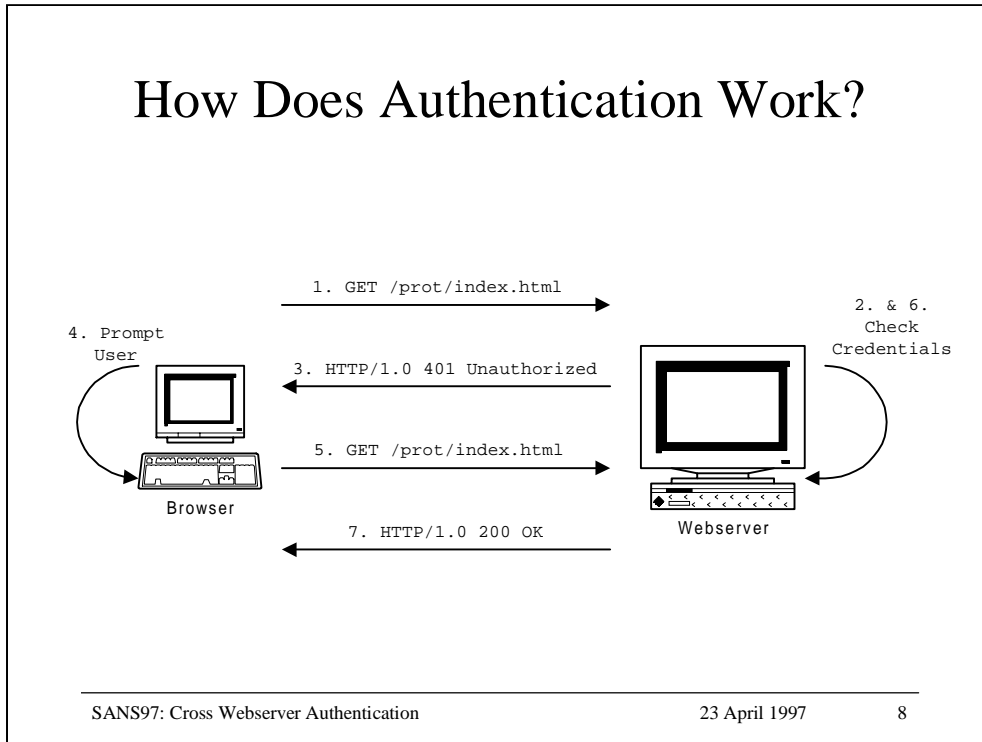 How Does Authentication Work?
1. GET /prot/index.html
2. & 6.
Check
Credentials
4. Prompt
User
3. HTTP/1.0 401 Unauthorized
5. GET /prot/index.html
Browser
7. HTTP/1.0 200 OK
Webserver
SANS97: Cross Webserver Authentication 23 April 1997 8